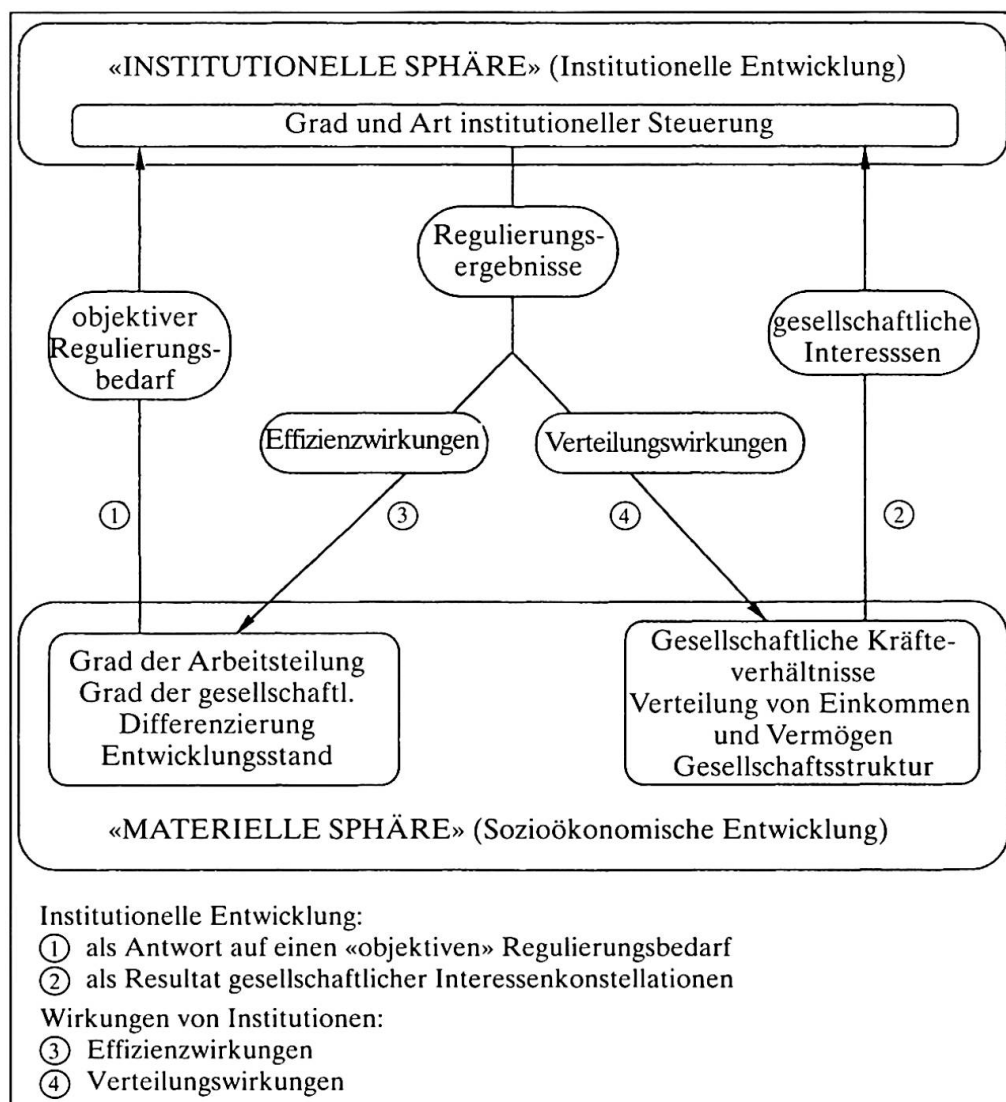 «INSTITUTIONELLE SPHÄRE» (Institutionelle Entwicklung)
Grad und Art institutioneller Steuerung
Regulierungs-
ergebnisse
objektiver
Regulierungs-
bedarf
gesellschaftliche
Interesssen
Effizienzwirkungen
Verteilungswirkungen
①
③
④
②
Grad der Arbeitsteilung
Grad der gesellschaftl.
Differenzierung
Entwicklungsstand
Gesellschaftliche Kräfte-
verhältnisse
Verteilung von Einkommen
und Vermögen
Gesellschaftsstruktur
«MATERIELLE SPHÄRE» (Sozioökonomische Entwicklung)
Institutionelle Entwicklung:
① als Antwort auf einen «objektiven» Regulierungsbedarf
② als Resultat gesellschaftlicher Interessenkonstellationen
Wirkungen von Institutionen:
③ Effizienzwirkungen
④ Verteilungswirkungen